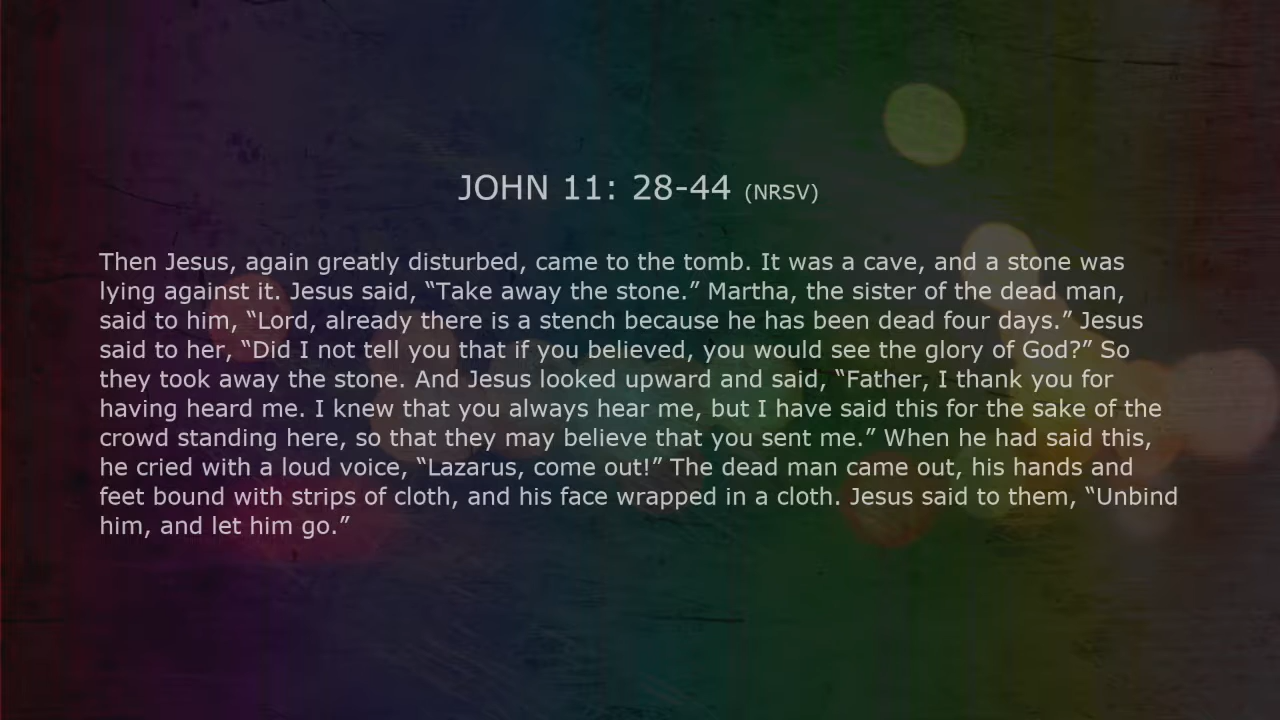 JOHN 11: 28-44 (NRSV)
Then Jesus, again greatly disturbed, came to the tomb. It was a cave, and a stone was
lying against it. Jesus said, “Take away the stone.” Martha, the sister of the dead man,
said to him, “Lord, already there is a stench because he has been dead four days.” Jesus
said to her, “Did I not tell you that if you believed, you would see the glory of God?” So
they took away the stone. And Jesus looked upward and said, “Father, I thank you for
having heard me. I knew that you always hear me, but I have said this for the sake of the
crowd standing here, so that they may believe that you sent me.” When he had said this,
he cried with a loud voice, “Lazarus, come out!” The dead man came out, his hands and
feet bound with strips of cloth, and his face wrapped in a cloth. Jesus said to them, “Unbind
him, and let him go.”